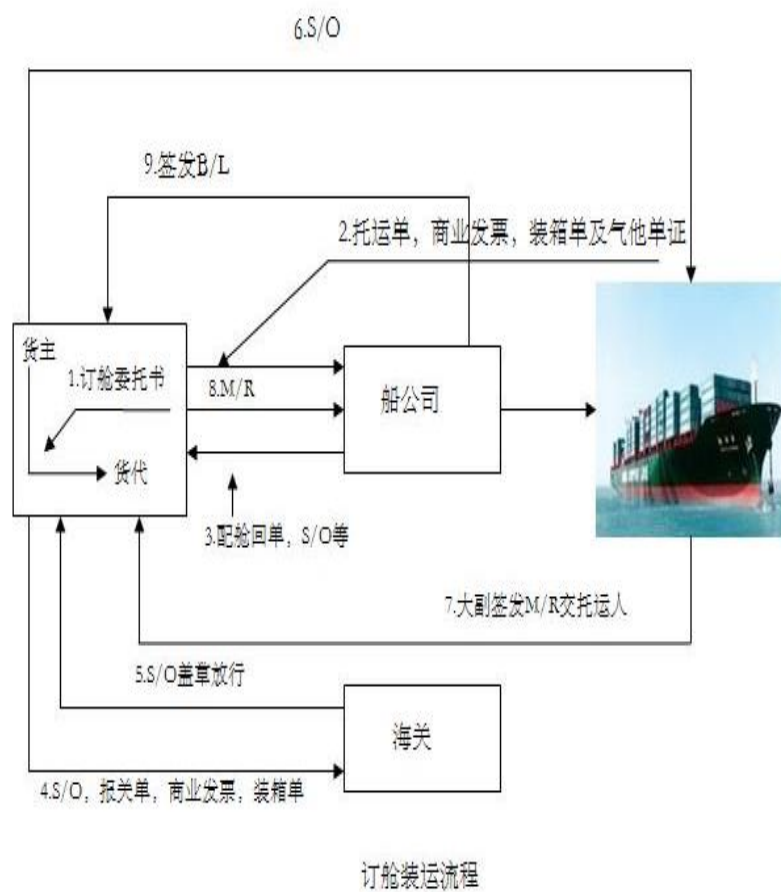 6.S/O
9.签发B/L
2.托运单，商业发票，装箱单及气他单证
货主
1.订舱委托书
8.M/R
船公司
货代
3.配舱回单，S/O等
7.大副签发M/R交托运人
5.S/O盖草放行
海关
4.S/O，报关单，商业发票，装箱单
订舱装运流程